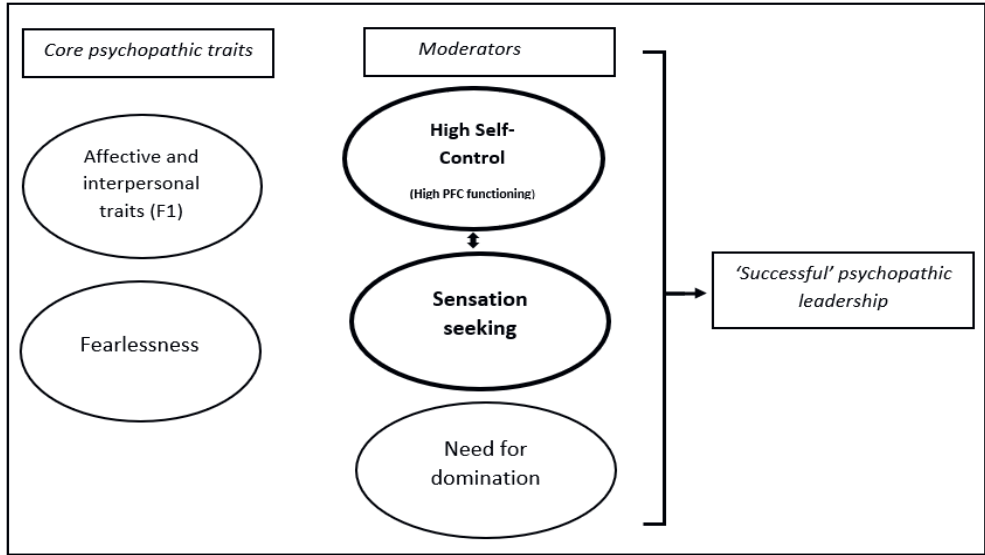 Core psychopathic traits
Affective and
interpersonal
traits (F1)
Fearlessness
Moderators
High Self-
Control
(High PFC functioning)
Sensation
seeking
Need for
domination
‘Successful’ psychopathic
leadership